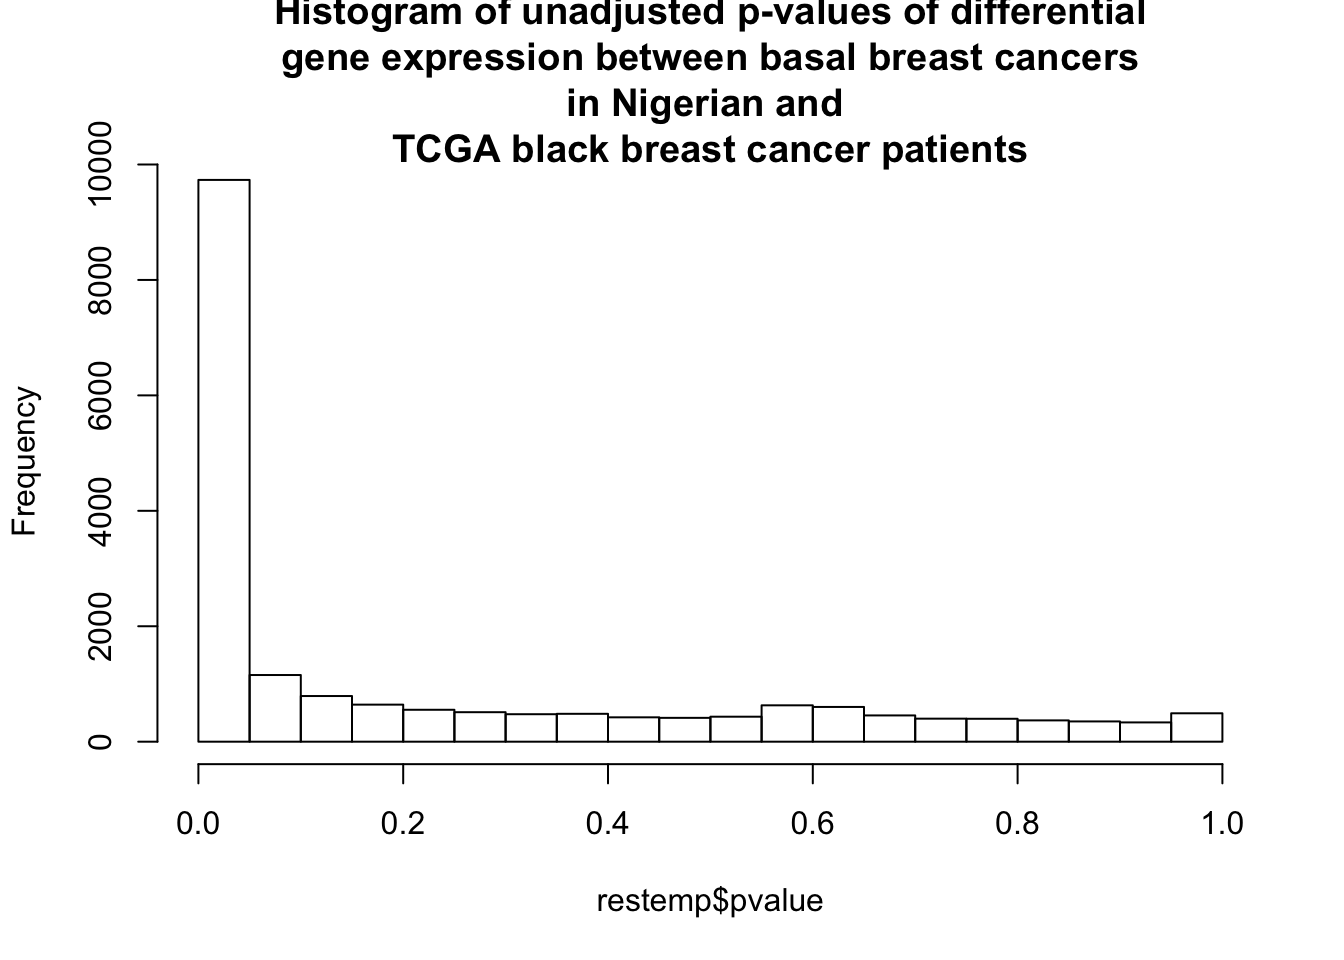 Histogram of unadjusted p-values of differential
gene expression between basal breast cancers
in Nigerian and
TCGA black breast cancer patients
10000
8000
6000
4000
2000
0
Frequency
0.0 0.2 0.4 0.6 0.8 1.0
restemp$pvalue